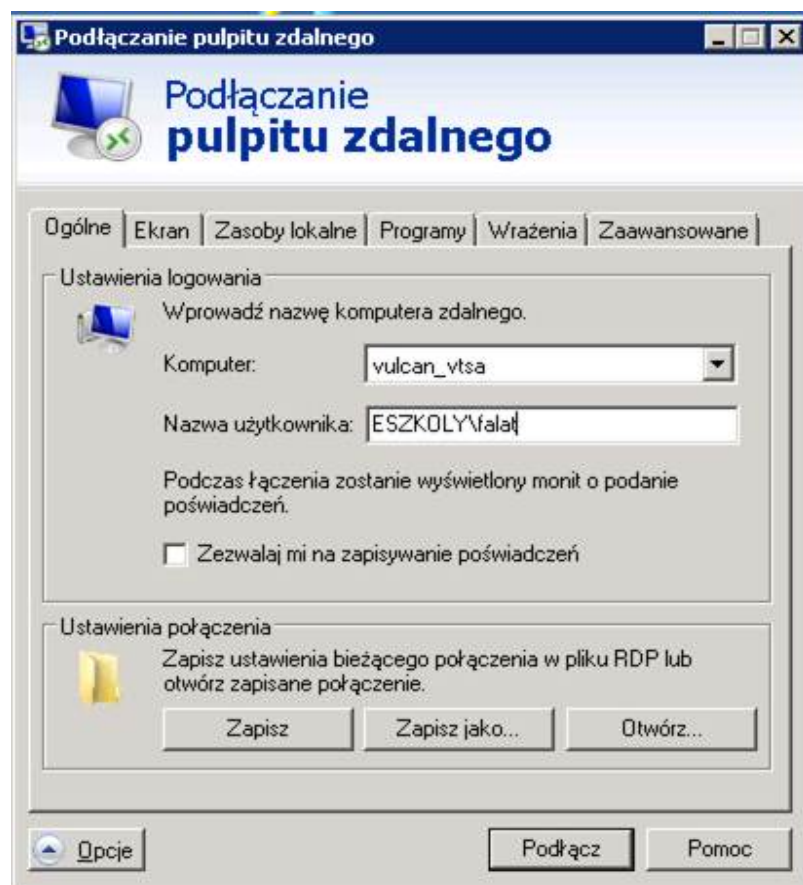 Podłączanie pulpitu zdalnego
Podłączanie
pulpitu zdalnego
Ogólne Ekran Zasoby lokalne Programy Wrażenia Zaawansowane
Ustawienia logowania
Wprowadź nazwę komputera zdalnego.
Komputer: vulcan_vtsa
Nazwa użytkownika: ESZKOLY\falat
Podczas łączenia zostanie wyświetlony monit o podanie
poświadczeń.
Zezwalaj mi na zapisywanie poświadczeń
Ustawienia połączenia
Zapisz ustawienia bieżącego połączenia w pliku RDP lub
otwórz zapisane połączenie.
Zapisz Zapisz jako... Otwórz...
Opcje Podłącz Pomoc